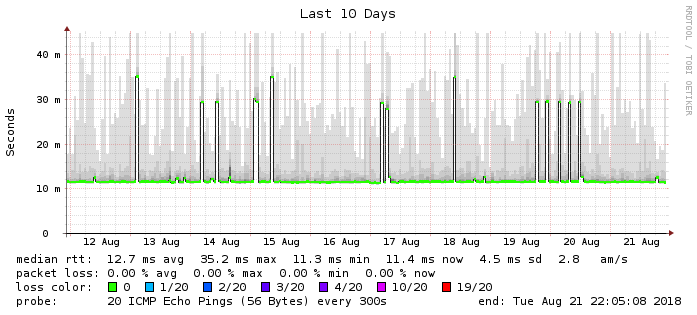 Last 10 Days
RRDTOOL / TOBI OETIKER
Seconds
40 m
30 m
20 m
10 m
0
12 Aug 13 Aug 14 Aug 15 Aug 16 Aug 17 Aug 18 Aug 19 Aug 20 Aug 21 Aug
median rtt: 12.7 ms avg 35.2 ms max 11.3 ms min 11.4 ms now 4.5 ms sd 2.8 am/s
packet loss: 0.00 % avg 0.00 % max 0.00 % min 0.00 % now
loss color: 0 1/20 2/20 3/20 4/20 10/20 19/20
probe: 20 ICMP Echo Pings (56 Bytes) every 300s end: Tue Aug 21 22:05:08 2018